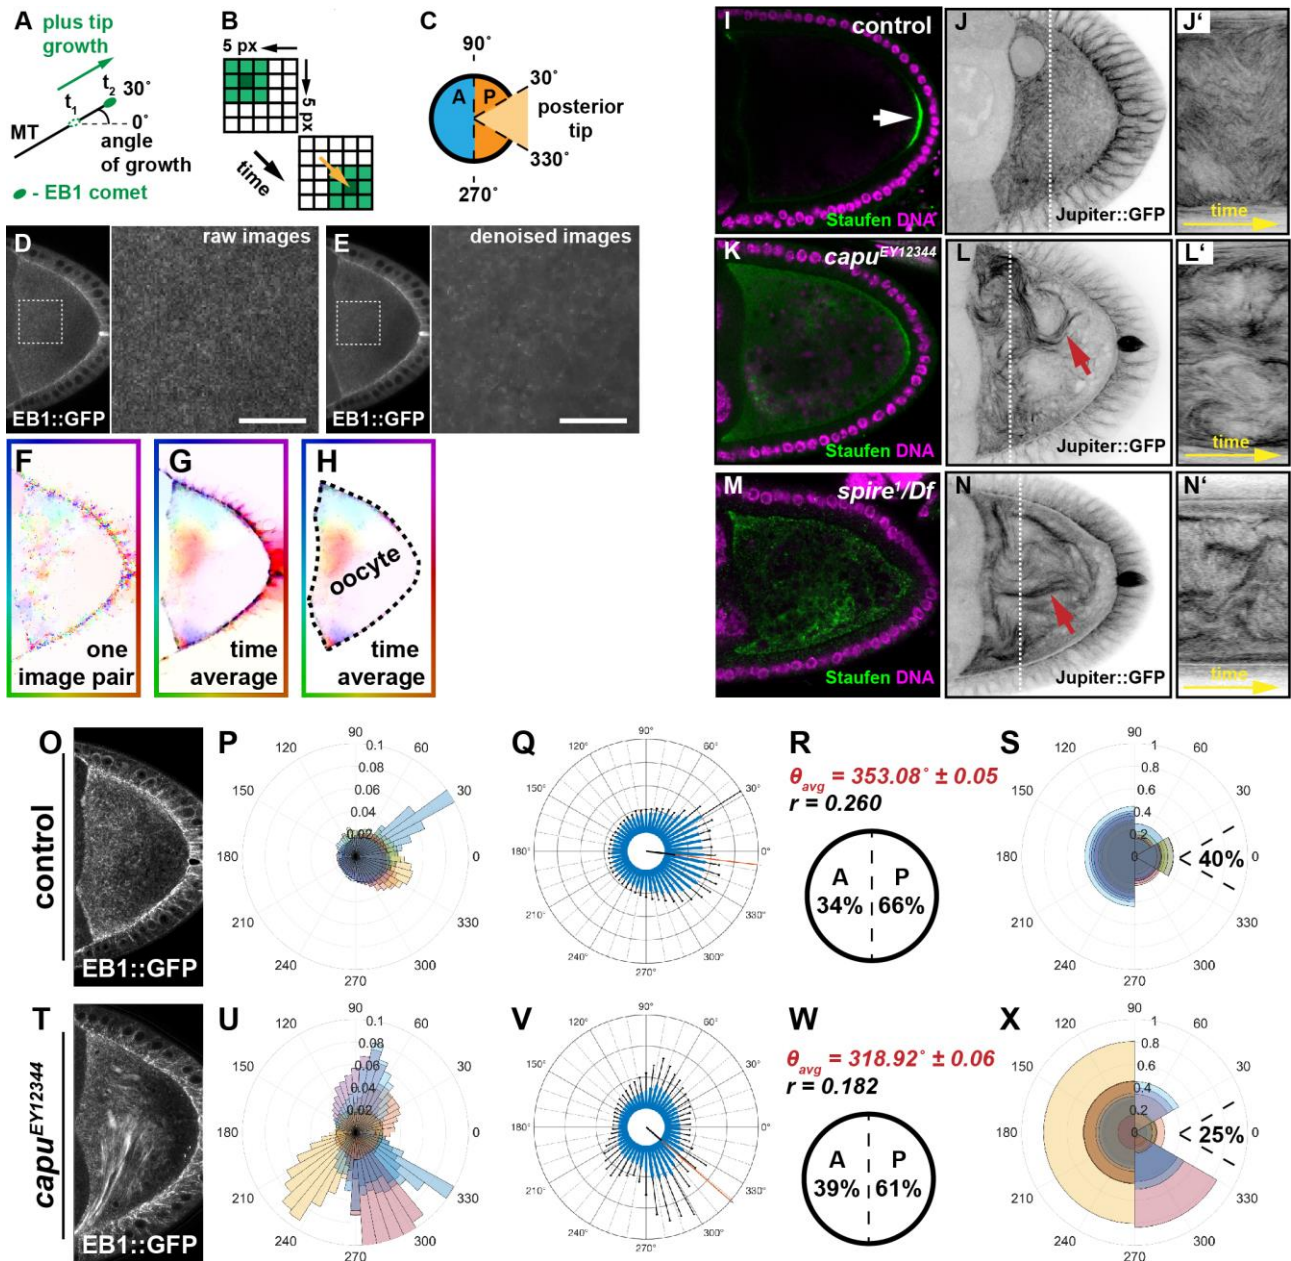 A
plus tip
growth
t1
t2
30°
0°
MT
angle
of growth
- EB1 comet
B
5 px
5 px
time
C
90°
30°
A
P
posterior
tip
330°
270°
D
raw images
EB1::GFP
E
denoised images
EB1::GFP
F
one
image pair
G
time
average
H
oocyte
time
average
I
control
Staufen DNA
J
Jupiter::GFP
J'
time
K
capuEY12344
Staufen DNA
L
Jupiter::GFP
L'
time
M
spire1/Df
Staufen DNA
N
Jupiter::GFP
N'
time
O
control
EB1::GFP
P
90
120
60
150
30
180
0
210
330
240
300
270
0.1
0.08
0.06
0.04
0.02
0
Q
90°
120°
60°
150°
30°
180°
0°
210°
330°
240°
300°
270°
R
θavg = 353.08° ± 0.05
r = 0.260
A
34%
P
66%
S
90
120
60
150
30
180
0
210
330
240
300
270
1
0.8
0.6
0.4
0.2
0
< 40%
T
capuEY12344
EB1::GFP
U
90
120
60
150
30
180
0
210
330
240
300
270
0.1
0.08
0.06
0.04
0.02
0
V
90°
120°
60°
150°
30°
180°
0°
210°
330°
240°
300°
270°
W
θavg = 318.92° ± 0.06
r = 0.182
A
39%
P
61%
X
90
120
60
150
30
180
0
210
330
240
300
270
1
0.8
0.6
0.4
0.2
0
< 25%